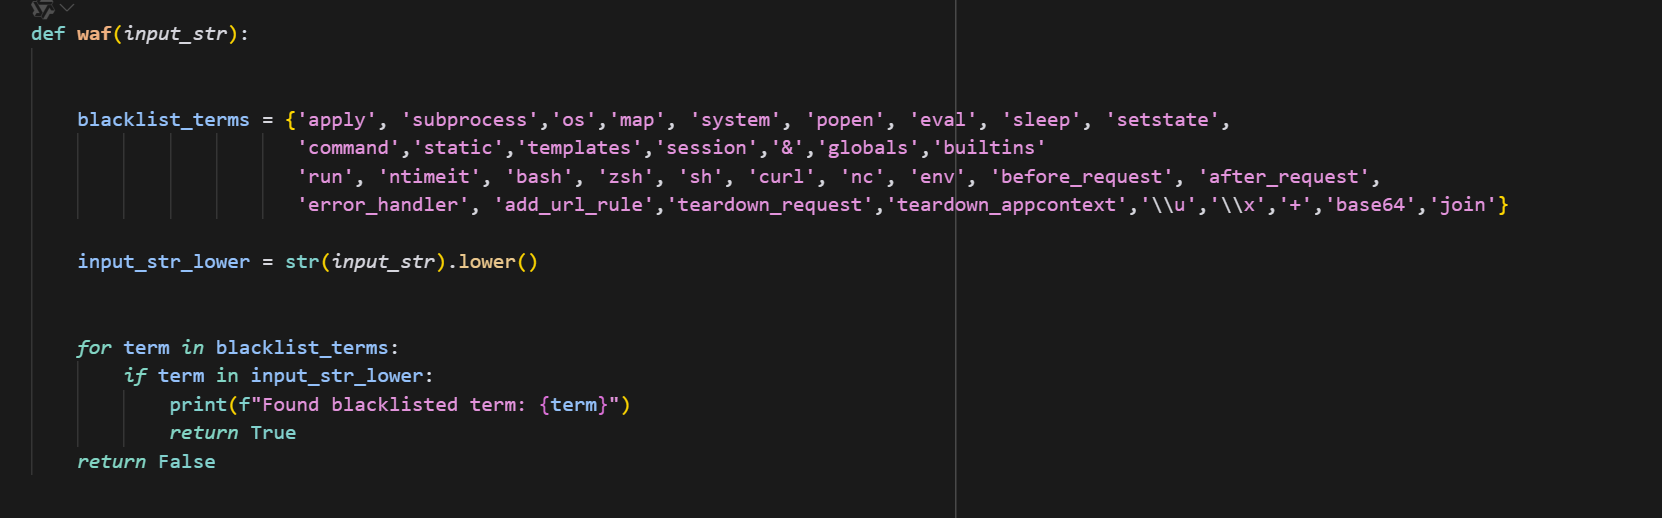 def waf(input_str):
blacklist_terms = {'apply', 'subprocess','os','map', 'system', 'popen', 'eval', 'sleep', 'setstate',
'command','static','templates','session','&','globals','builtins'
'run', 'ntimeit', 'bash', 'zsh', 'sh', 'curl', 'nc', 'env', 'before_request', 'after_request',
'error_handler', 'add_url_rule','teardown_request','teardown_appcontext','\\u','\\x','+','base64','join'}
input_str_lower = str(input_str).lower()
for term in blacklist_terms:
if term in input_str_lower:
print(f"Found blacklisted term: {term}")
return True
return False